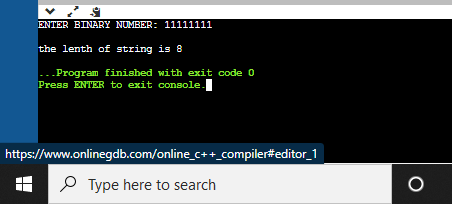 ENTER BINARY NUMBER: 11111111
the lenth of string is 8
...Program finished with exit code 0
Press ENTER to exit console.
https://www.onlinegdb.com/online_c++_compiler#editor_1
Type here to search